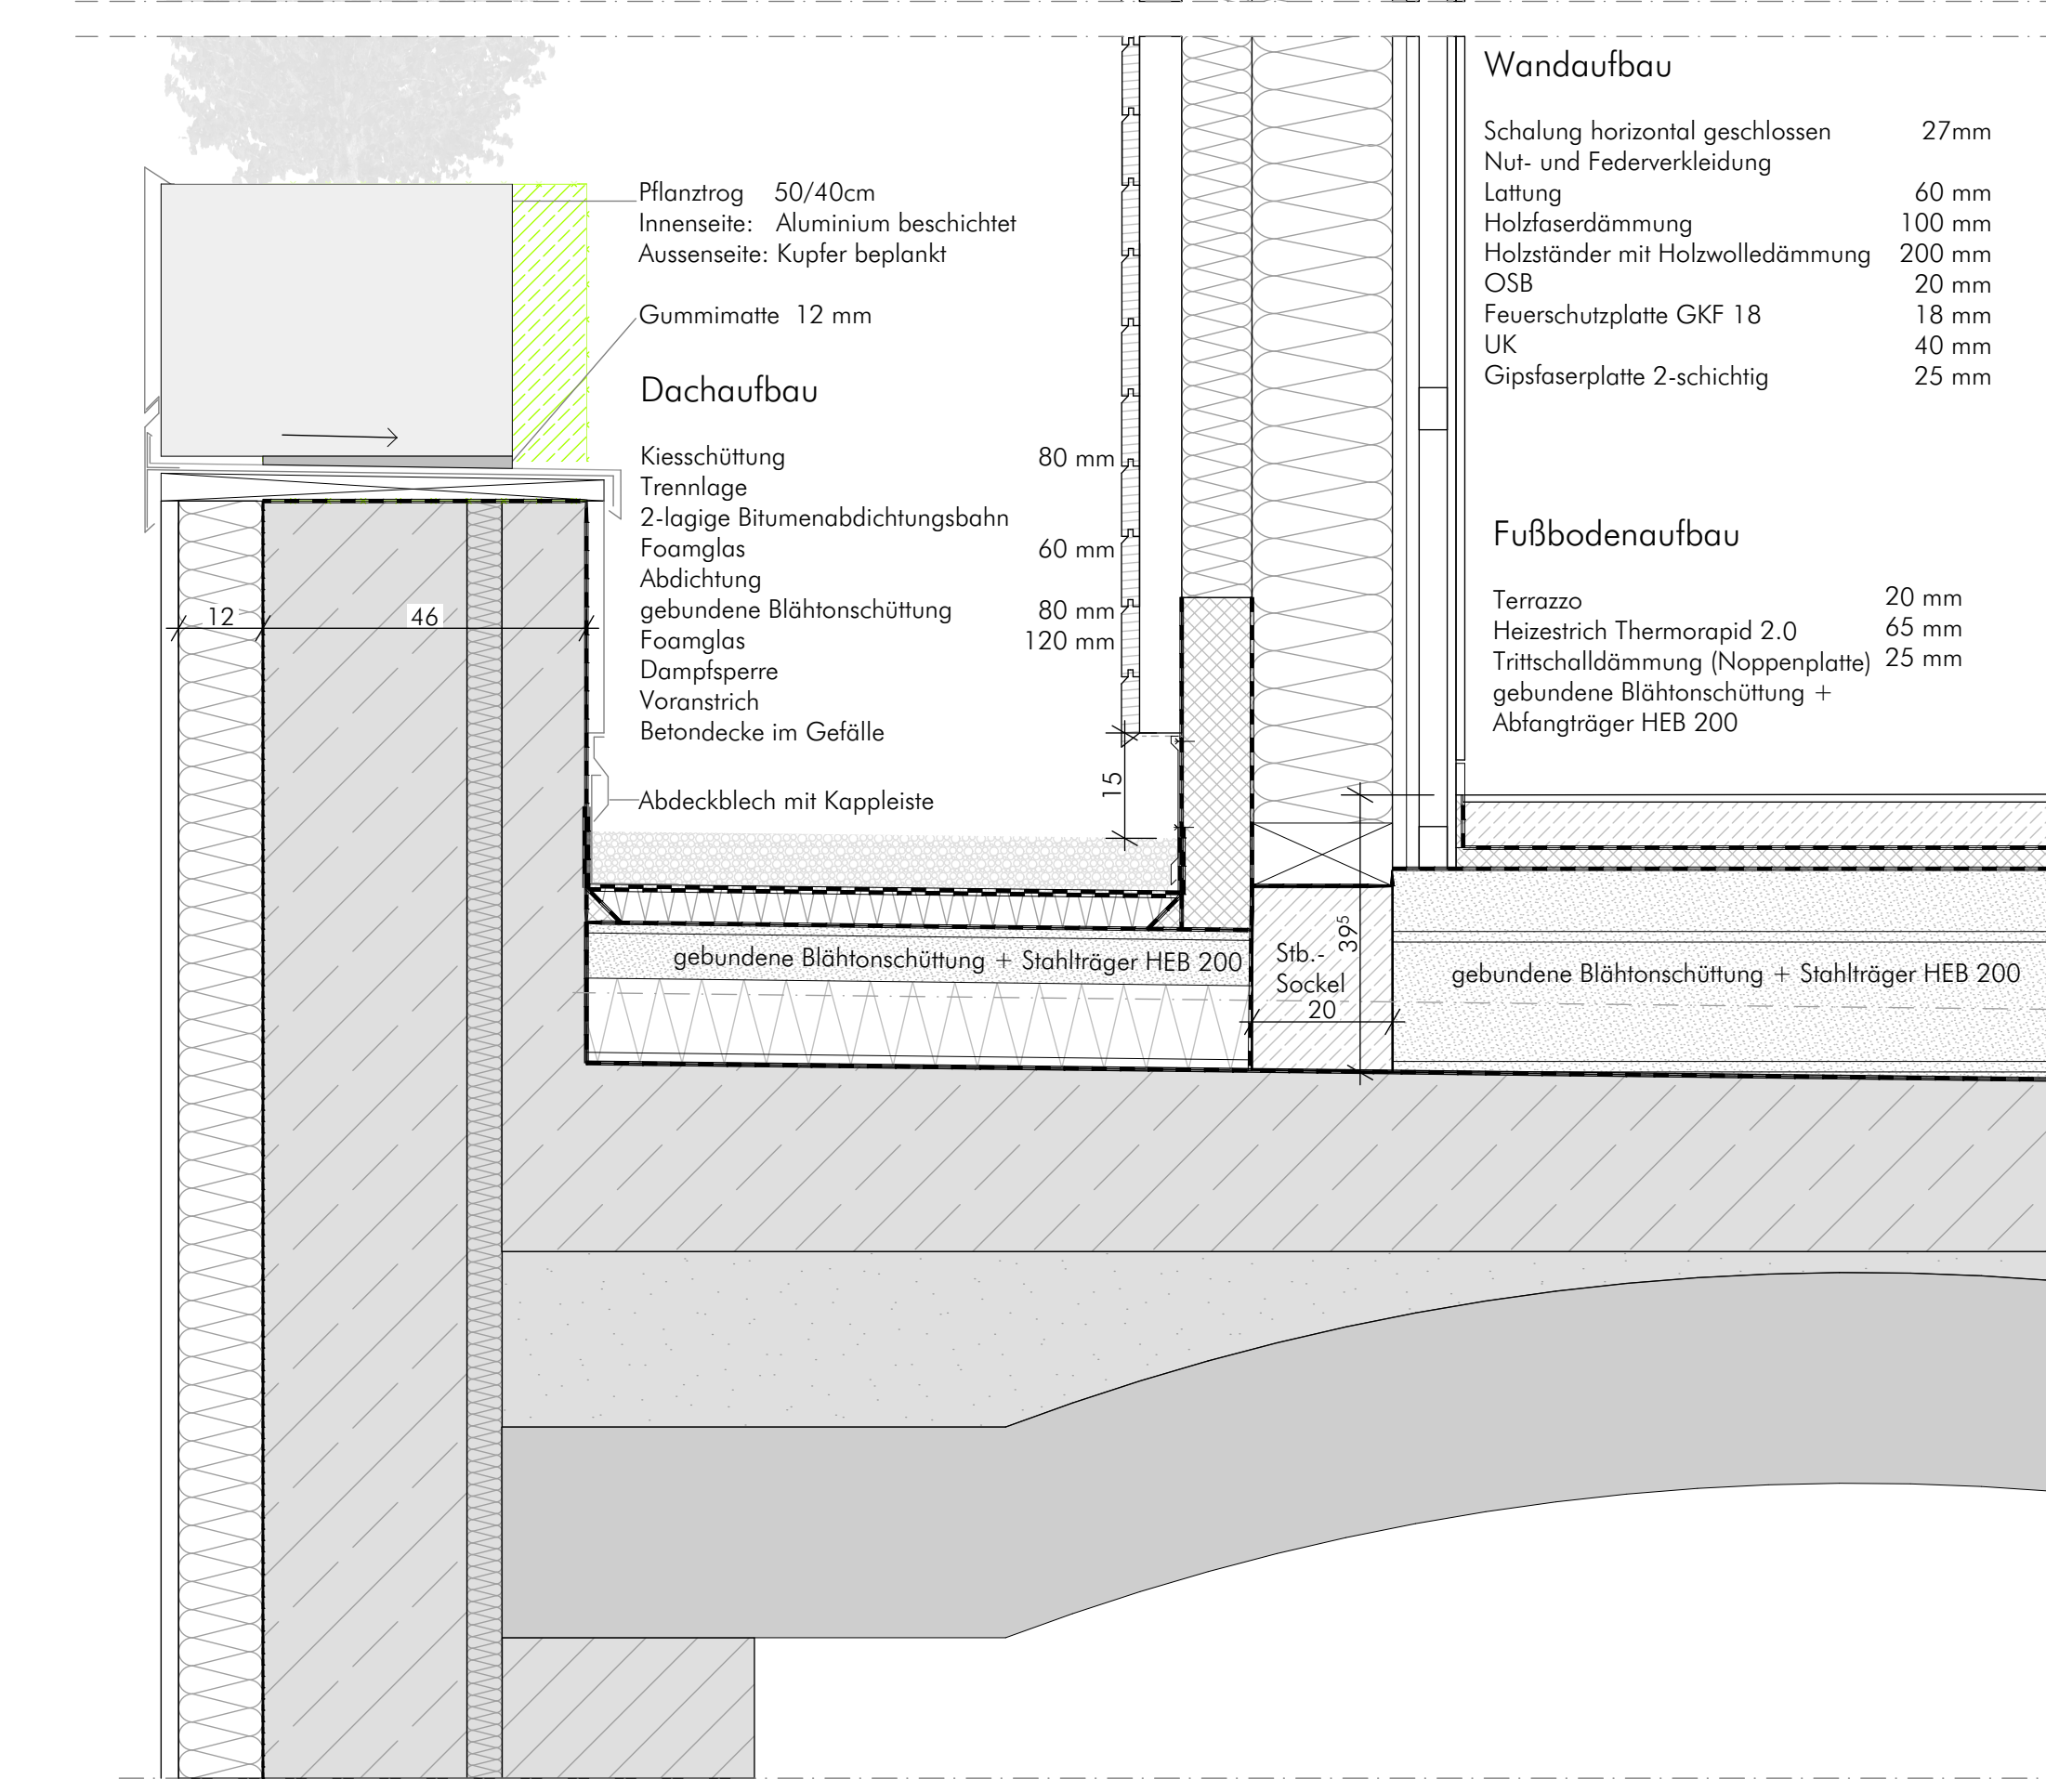 Wandaufbau
Schalung horizontal geschlossen 27mm
Nut- und Federverkleidung
Lattung 60 mm
Holzfaserdämmung 100 mm
Holzständer mit Holzwolledämmung 200 mm
OSB 20 mm
Feuerschutzplatte GKF 18 18 mm
UK 40 mm
Gipsfaserplatte 2-schichtig 25 mm
Pflanztrog 50/40cm
Innenseite: Aluminium beschichtet
Aussenseite: Kupfer beplankt
Gummimatte 12 mm
Dachaufbau
Kiesschüttung 80 mm
Trennlage
2-lagige Bitumenabdichtungsbahn
Foamglas 60 mm
Abdichtung
gebundene Blähtonschüttung 80 mm
Foamglas 120 mm
Dampfsperre
Voranstrich
Betondecke im Gefälle
Abdeckblech mit Kappleiste
Fußbodenaufbau
Terrazzo 20 mm
Heizestrich Thermorapid 2.0 65 mm
Trittschalldämmung (Noppenplatte) 25 mm
gebundene Blähtonschüttung +
Abfangträger HEB 200
12
46
15
gebundene Blähtonschüttung + Stahlträger HEB 200
Stb.-
Sockel
20
39⁵
gebundene Blähtonschüttung + Stahlträger HEB 200